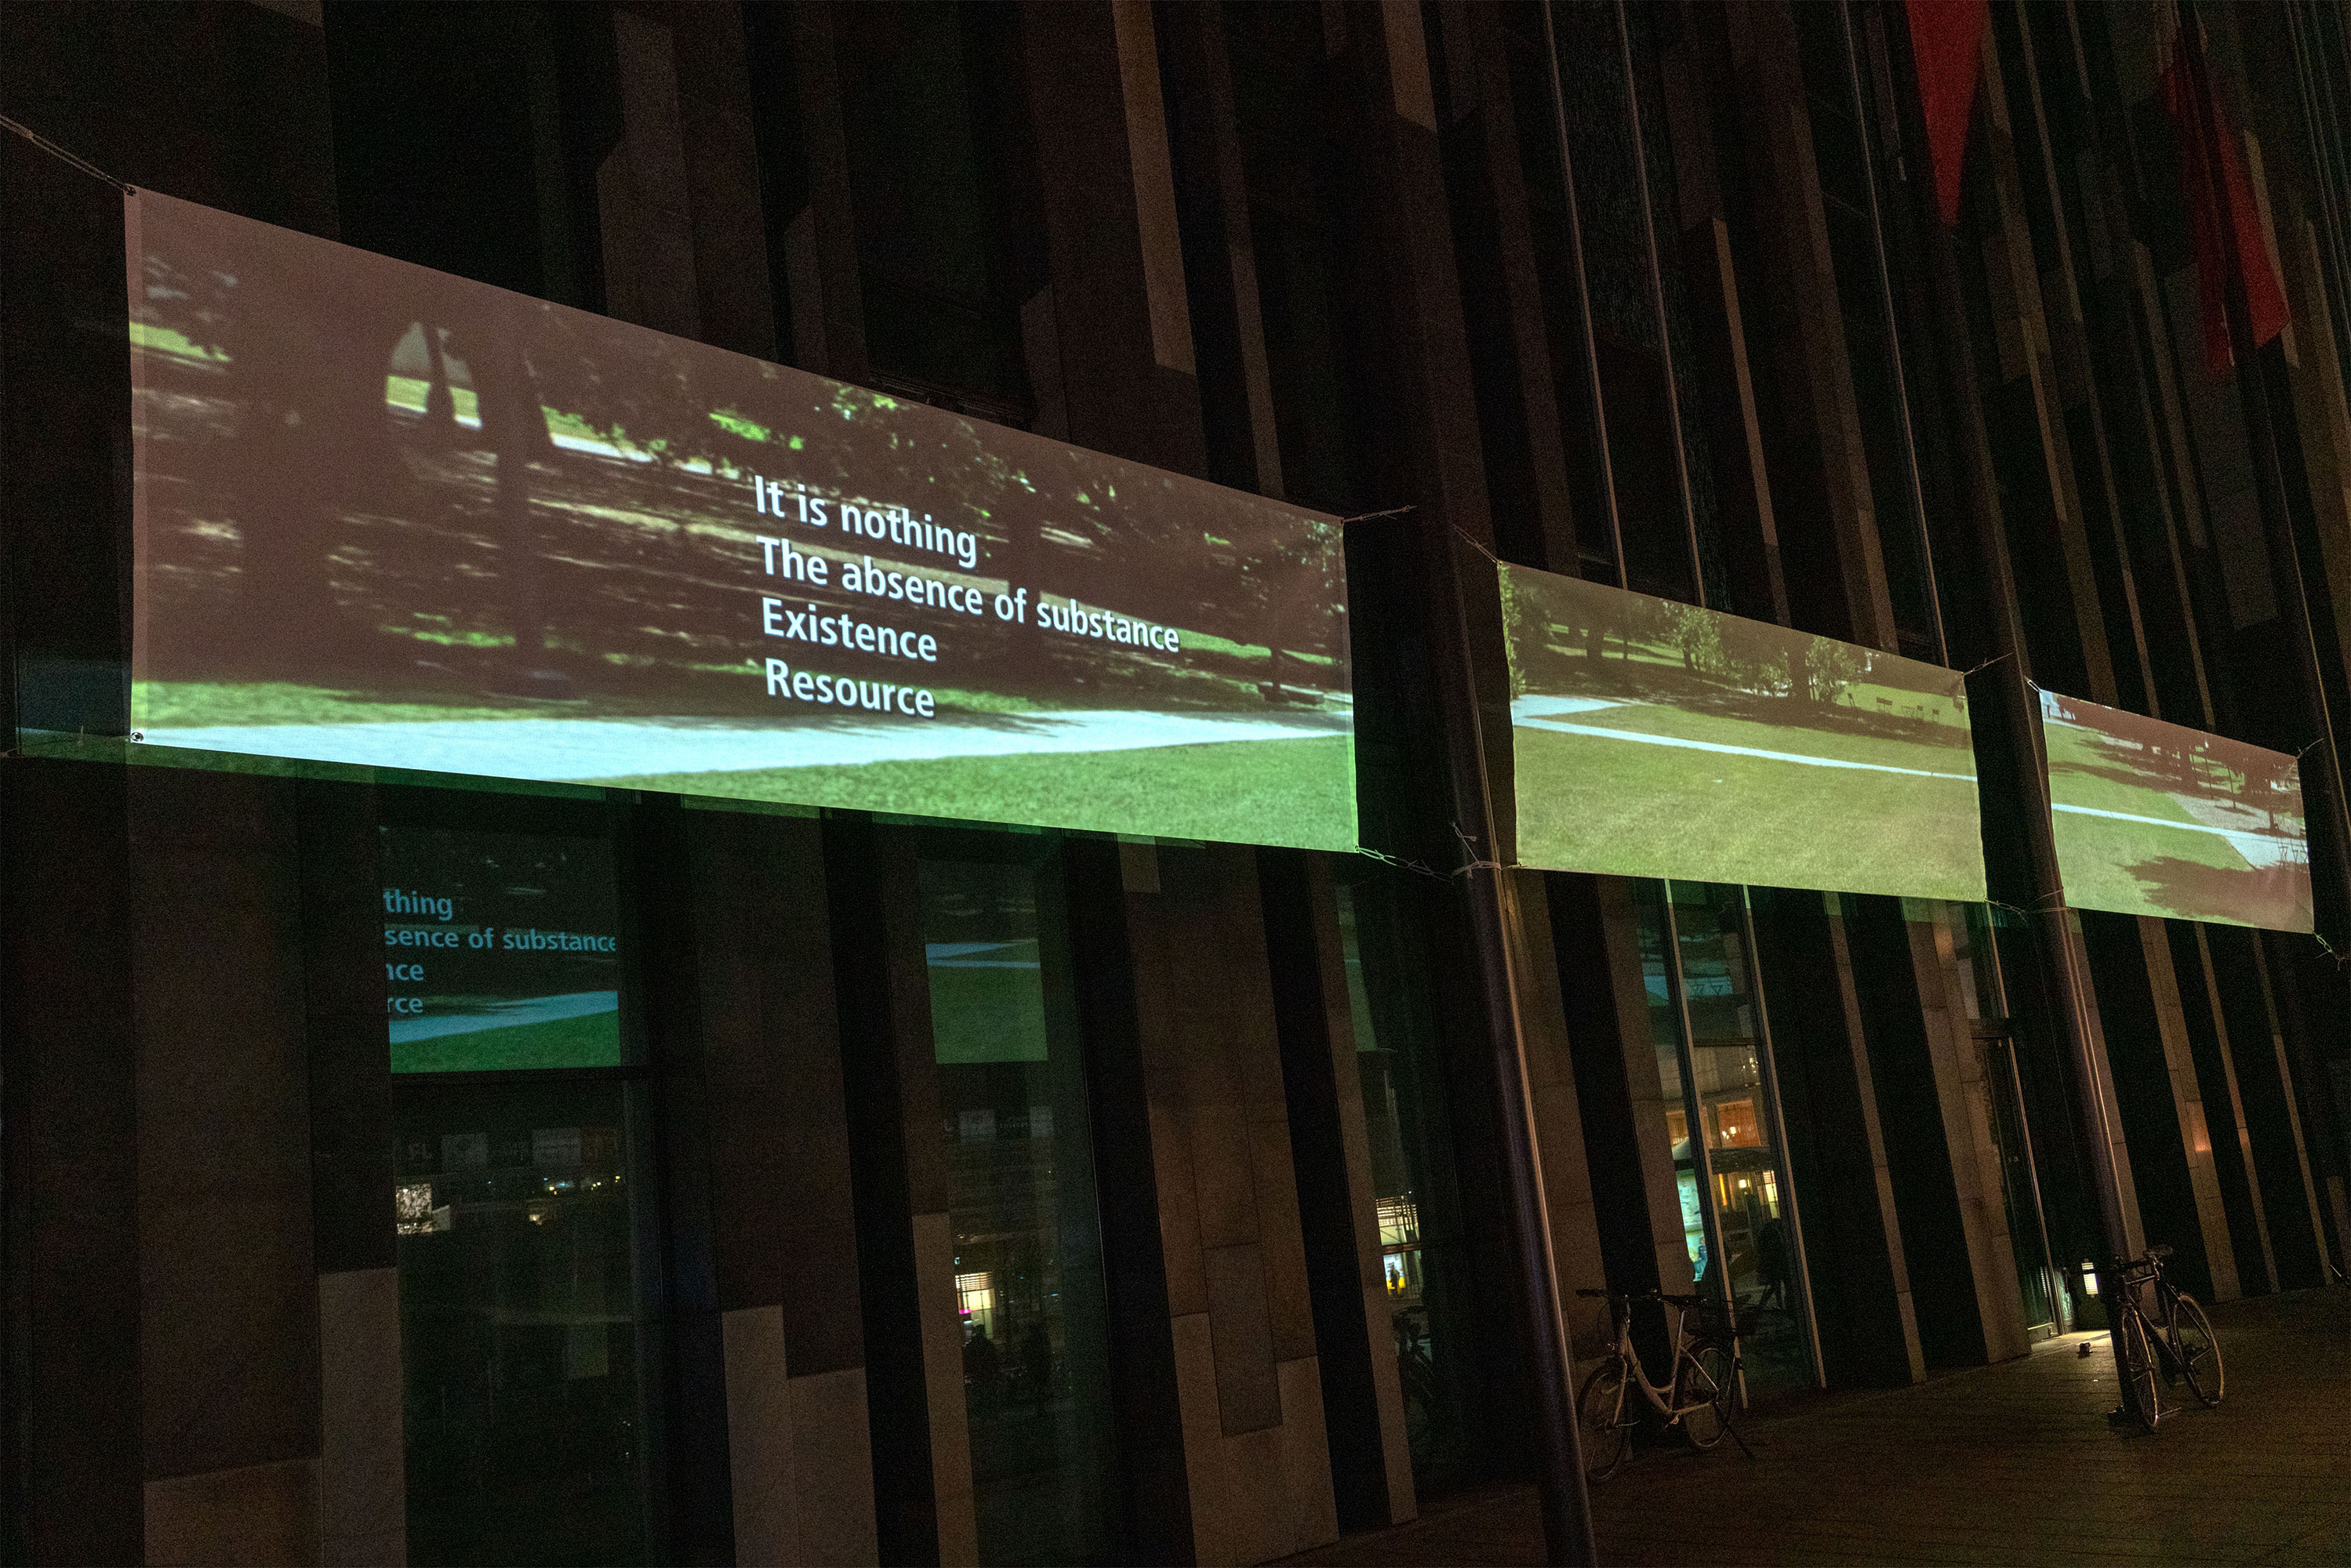 It is nothing
The absence of substance
Existence
Resource
thing
sence of substance
nce
rce